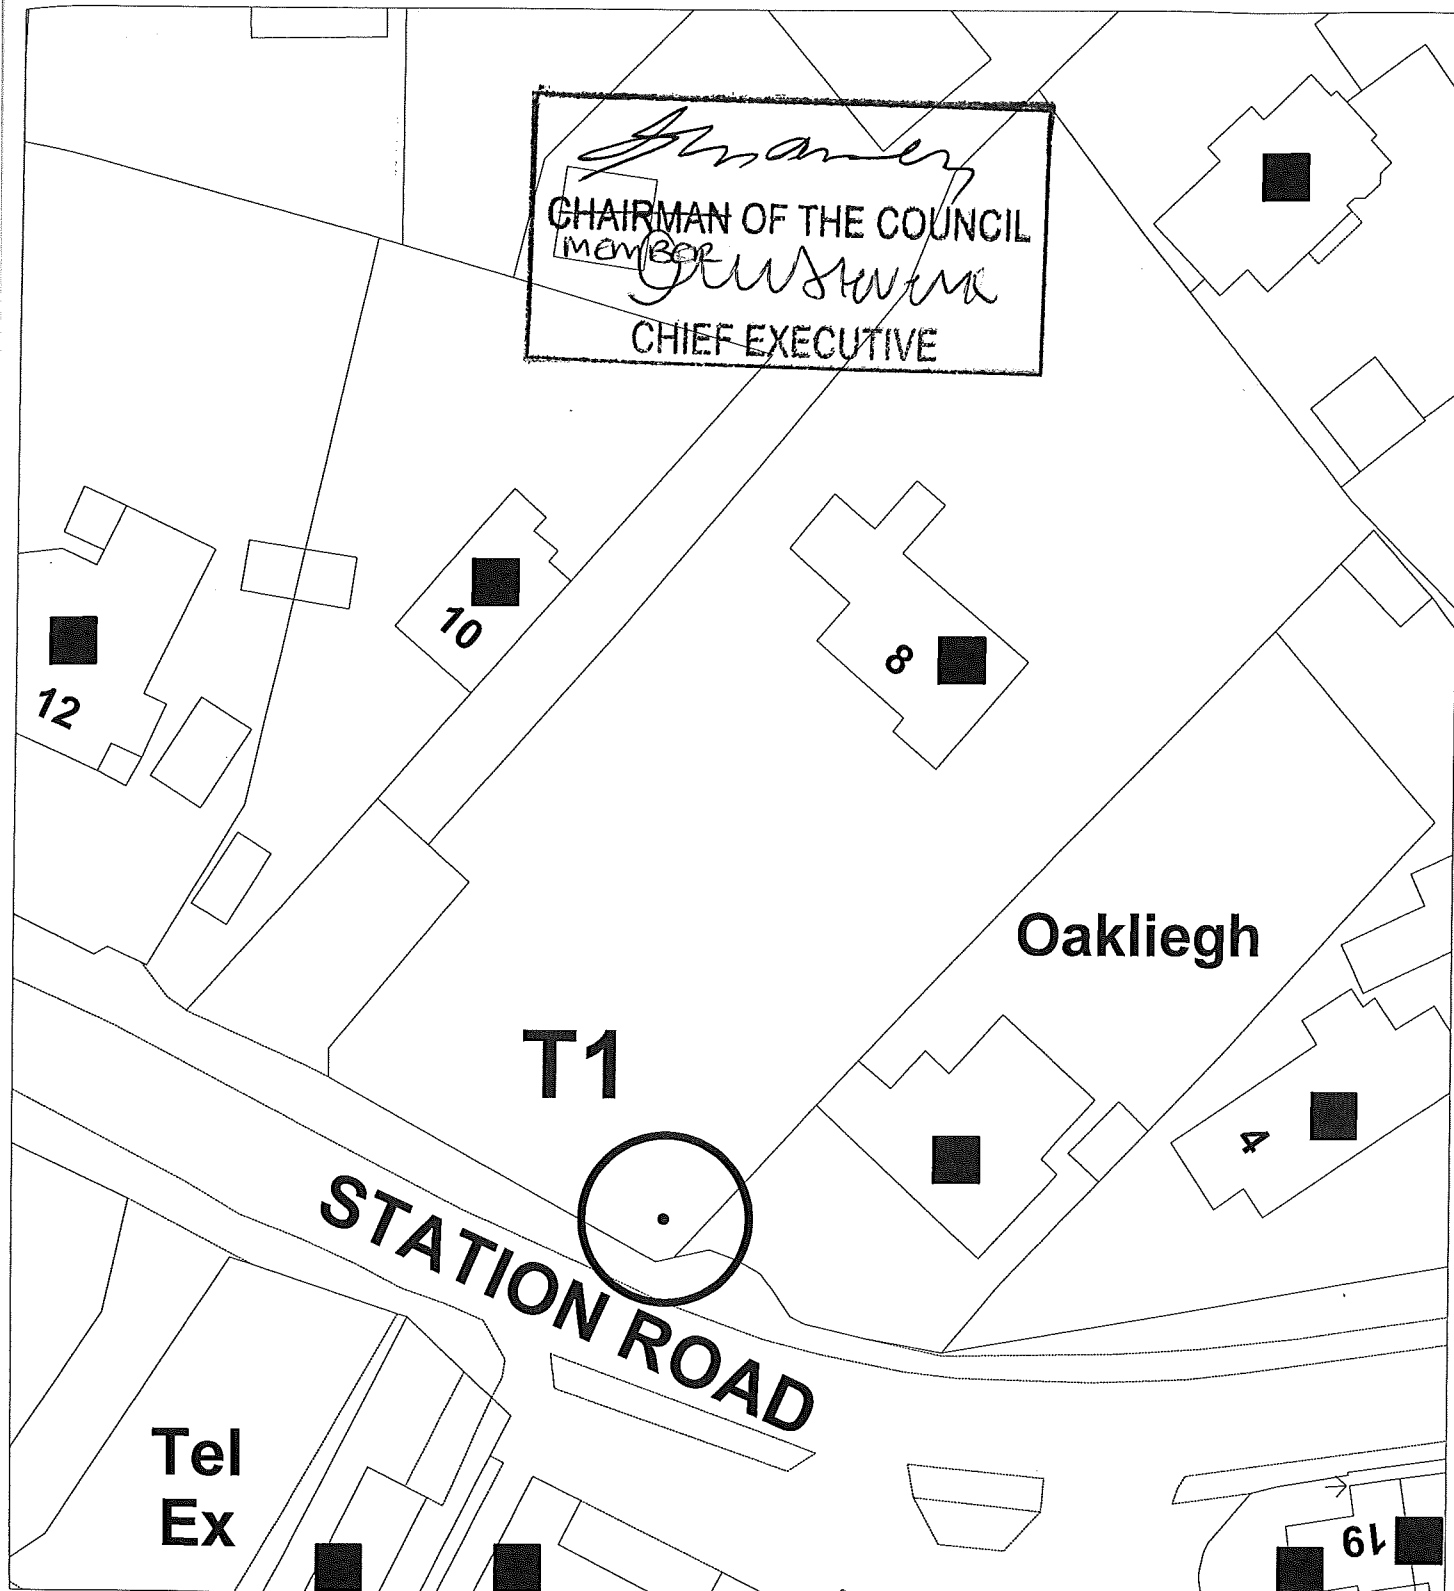 CHAIRMAN OF THE COUNCIL
MEMBER
CHIEF EXECUTIVE
10
8
12
Oakliegh
T1
4
STATION ROAD
Tel
Ex
19